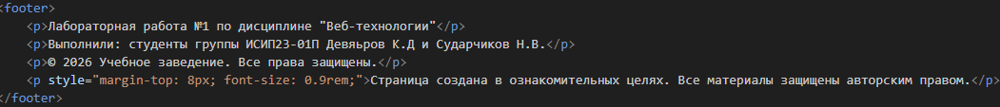 <footer>
<p>Лабораторная работа №1 по дисциплине "Веб-технологии"</p>
<p>Выполнили: студенты группы ИСИП23-01П Девяьров К.Д и Сударчиков Н.В.</p>
<p>© 2026 Учебное заведение. Все права защищены.</p>
<p style="margin-top: 8px; font-size: 0.9rem;">Страница создана в ознакомительных целях. Все материалы защищены авторским правом.</p>
</footer>